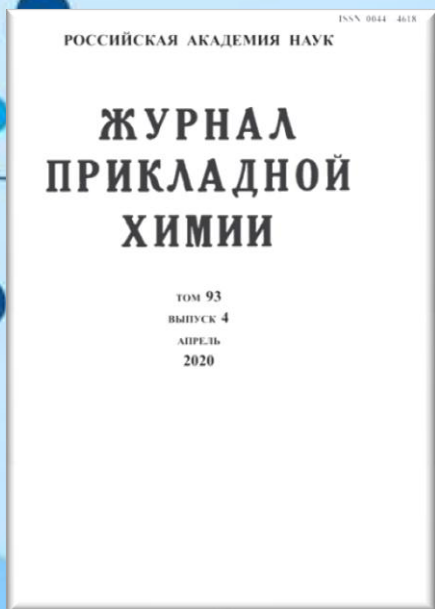 ISSN 0044 4618
РОССИЙСКАЯ АКАДЕМИЯ НАУК
ЖУРНАЛ
ПРИКЛАДНОЙ
ХИМИИ
ТОМ 93
ВЫПУСК 4
АПРЕЛЬ
2020